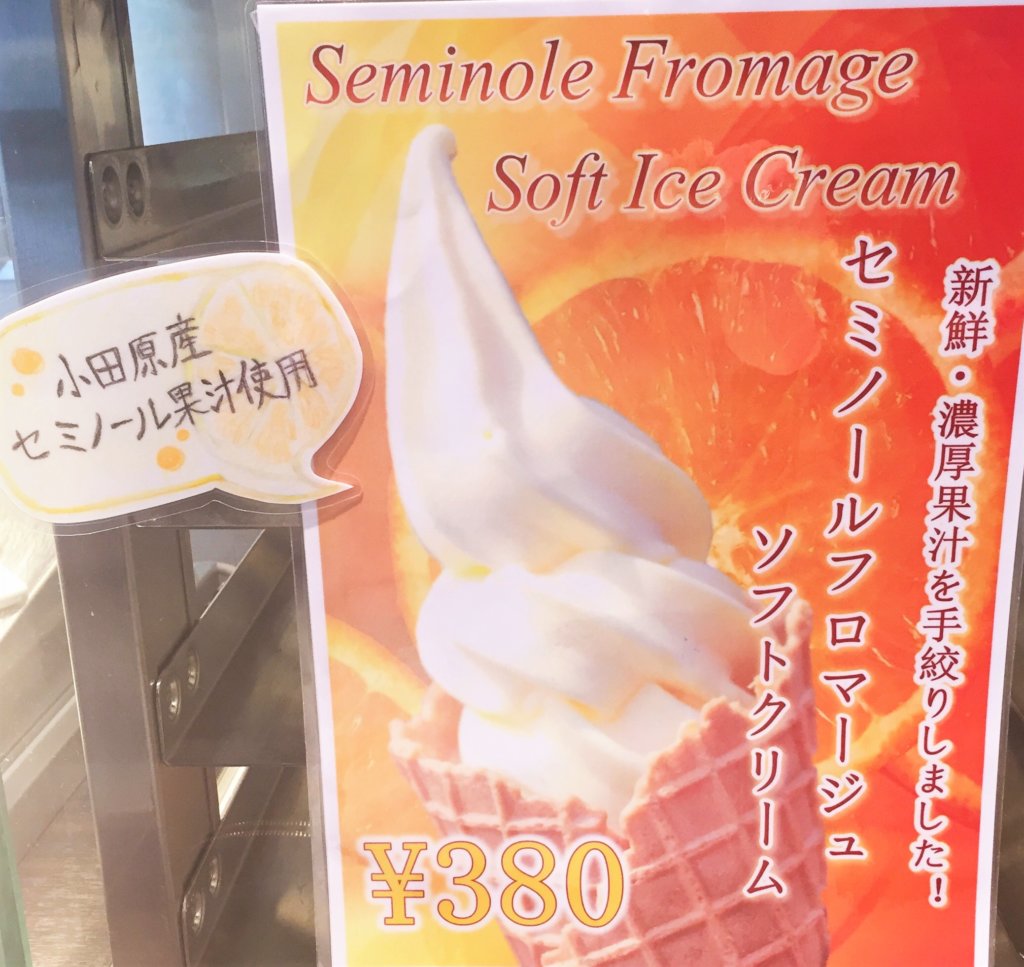 Seminole Fromage
Soft Ice Cream
新鮮・濃厚果汁を手絞りしました！
セミノールフロマージュ
ソフトクリーム
小田原産
セミノール果汁使用
¥380